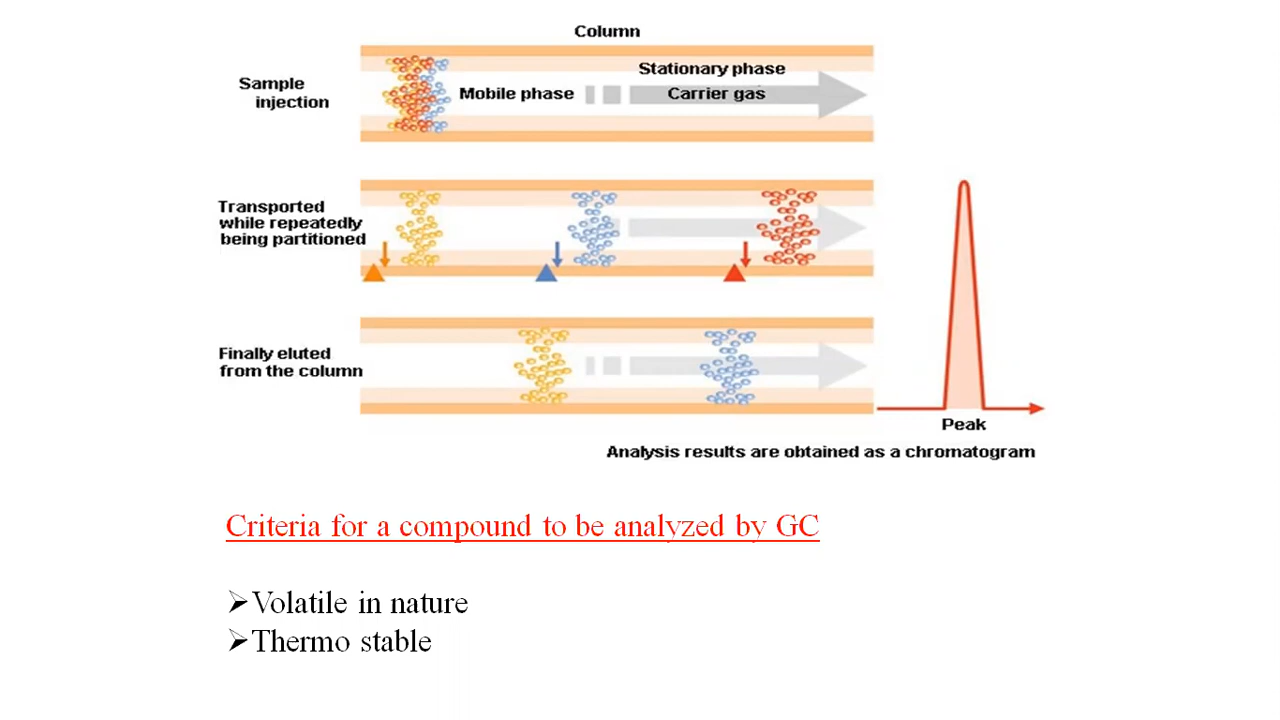 Column
Sample
injection
Stationary phase
Mobile phase
Carrier gas
Transported
while repeatedly
being partitioned
Finally eluted
from the column
Peak
Analysis results are obtained as a chromatogram
Criteria for a compound to be analyzed by GC
Volatile in nature
Thermo stable